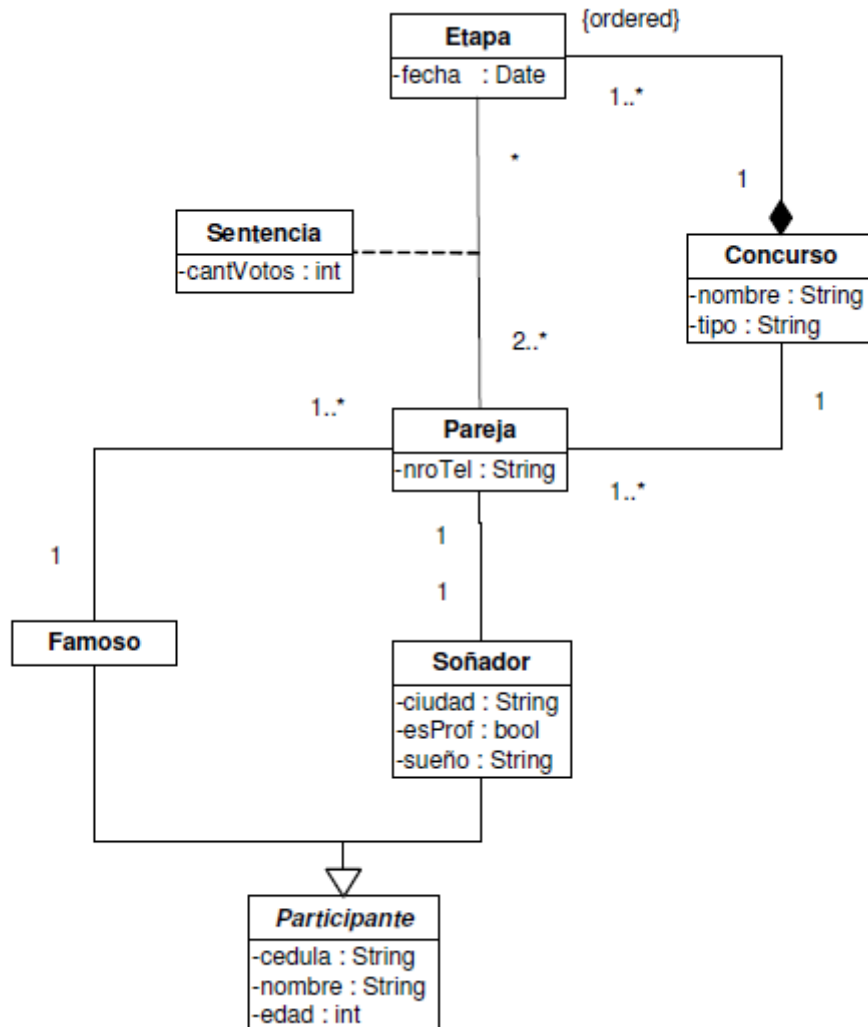 {ordered}
Etapa
-fecha : Date
1..*
*
1
Sentencia
-cantVotos : int
Concurso
-nombre : String
-tipo : String
2..*
1..*
1
Pareja
-nroTel : String
1..*
1
1
1
Famoso
Soñador
-ciudad : String
-esProf : bool
-sueño : String
Participante
-cedula : String
-nombre : String
-edad : int